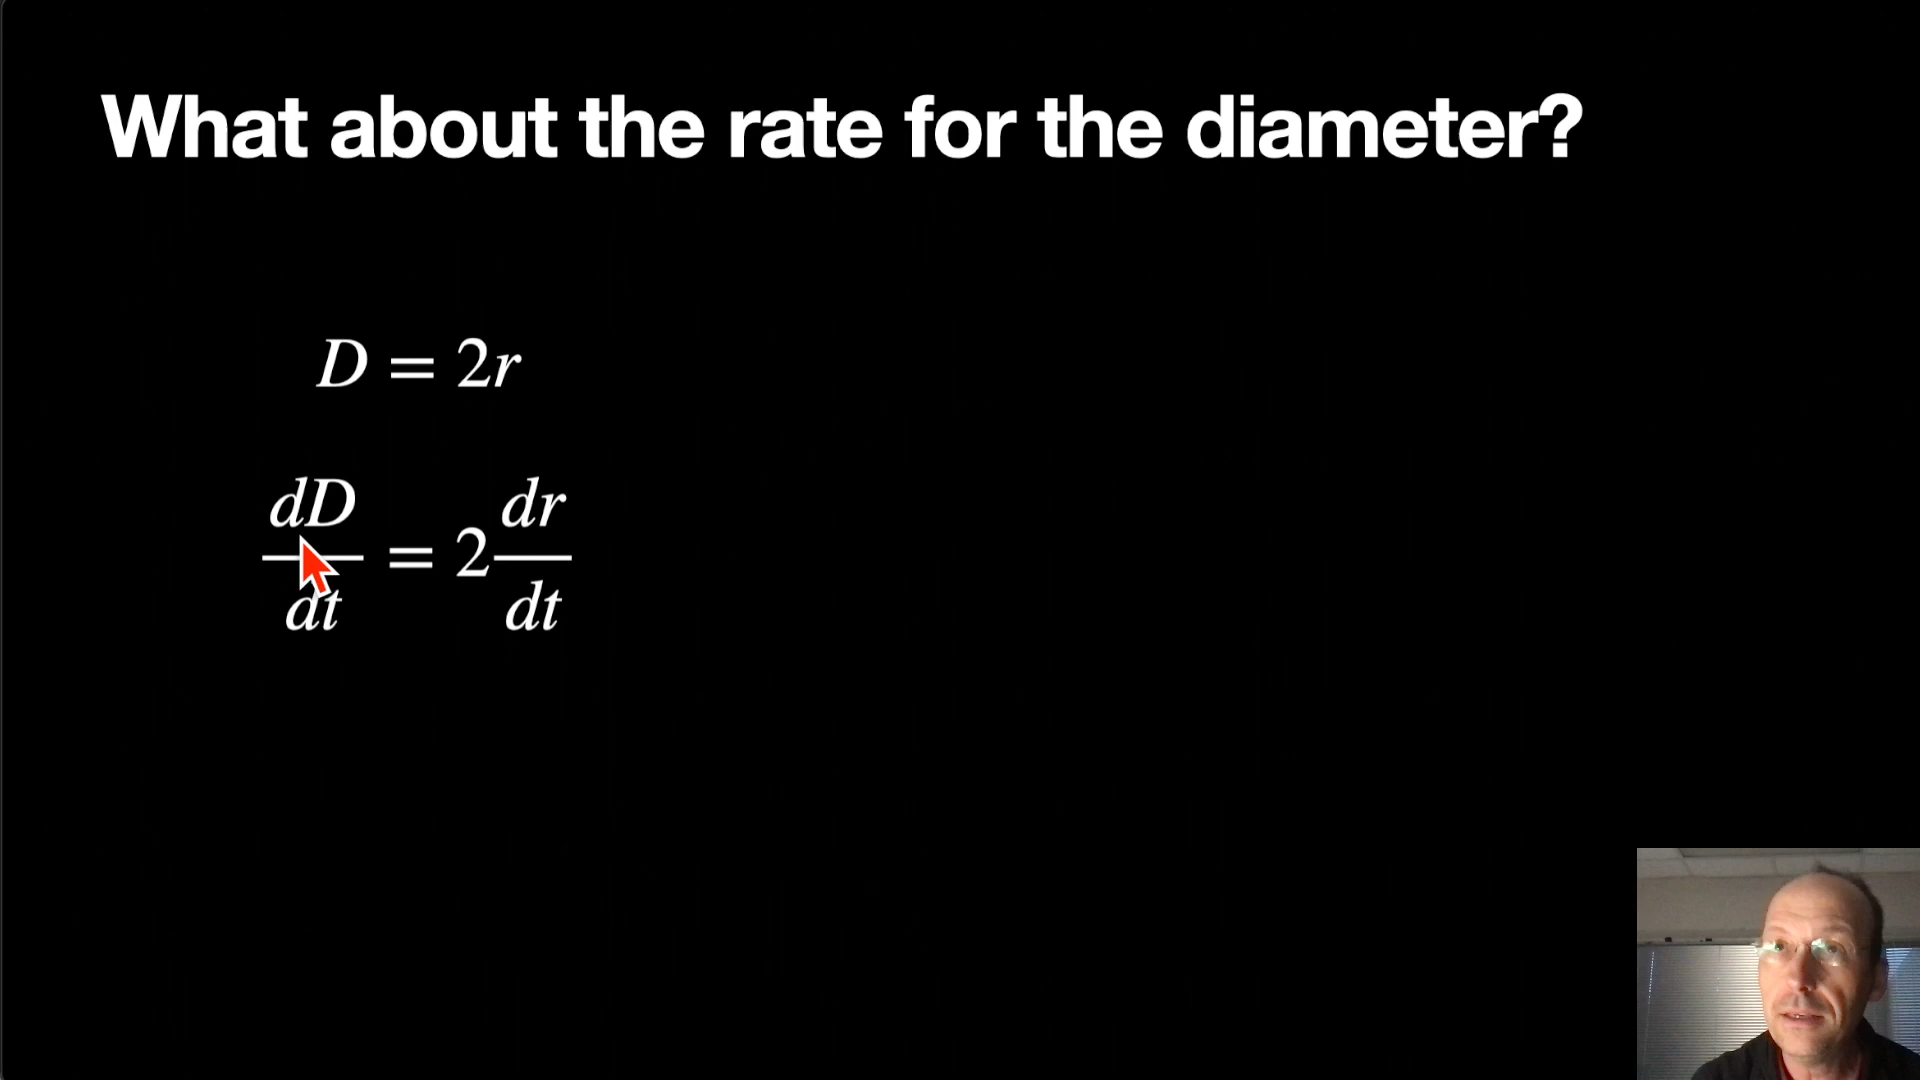 What about the rate for the diameter?
D = 2r
dD/dt = 2 dr/dt